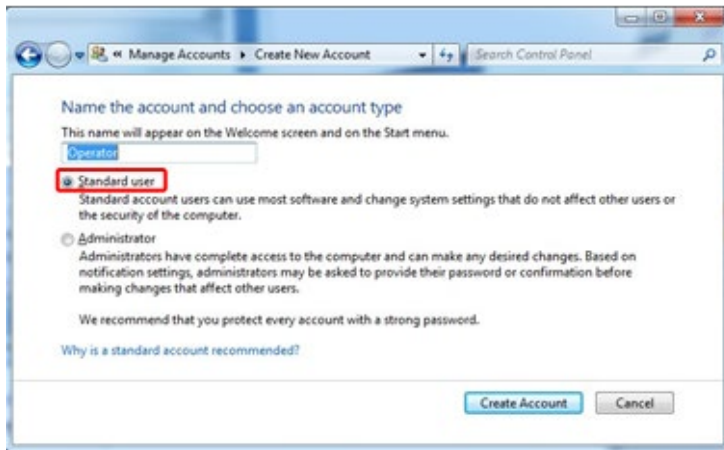 « Manage Accounts ▸ Create New Account
Search Control Panel
Name the account and choose an account type
This name will appear on the Welcome screen and on the Start menu.
Operator
Standard user
Standard account users can use most software and change system settings that do not affect other users or
the security of the computer.
Administrator
Administrators have complete access to the computer and can make any desired changes. Based on
notification settings, administrators may be asked to provide their password or confirmation before
making changes that affect other users.
We recommend that you protect every account with a strong password.
Why is a standard account recommended?
Create Account
Cancel